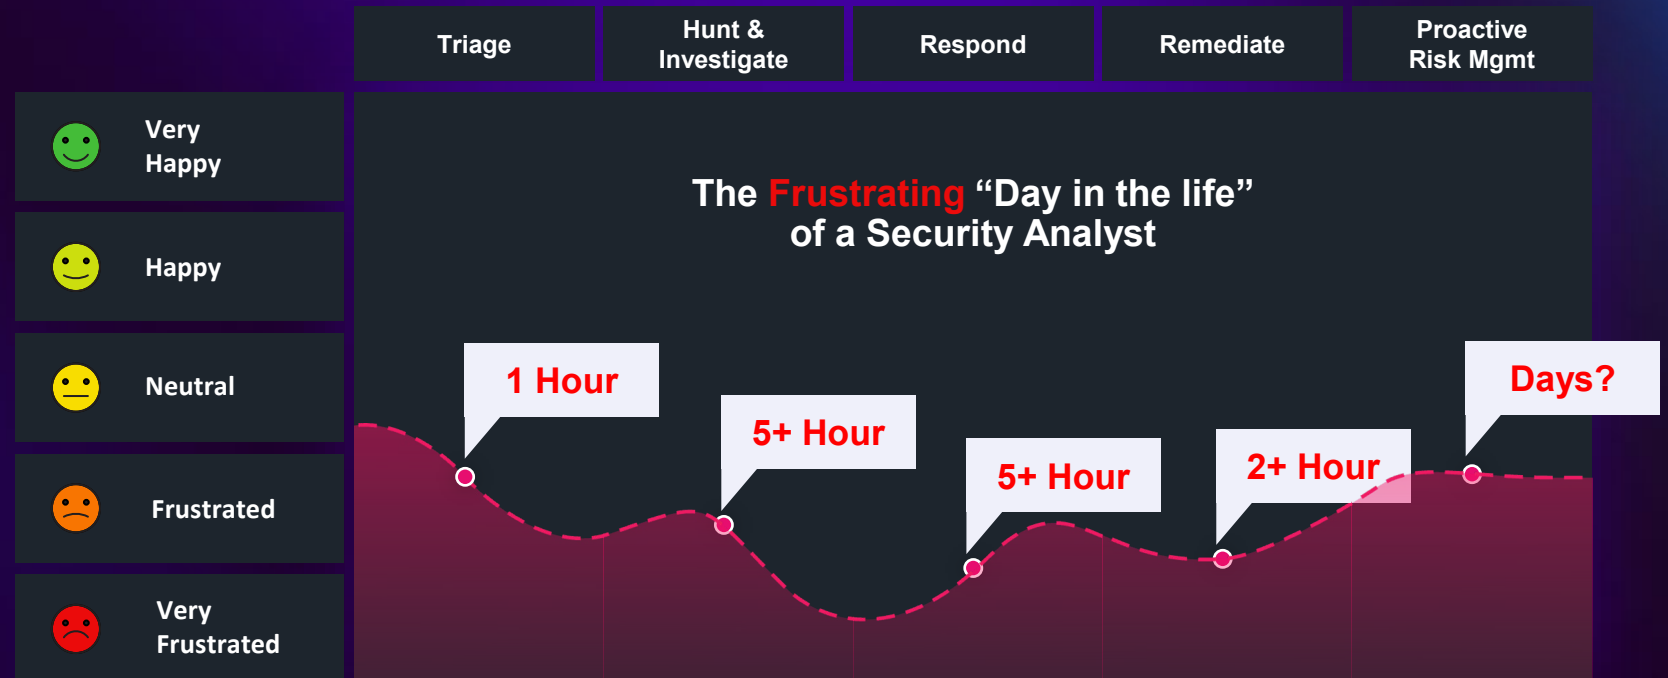 Triage
Hunt &
Investigate
Respond
Remediate
Proactive
Risk Mgmt
Very
Happy
Happy
Neutral
Frustrated
Very
Frustrated
The Frustrating “Day in the life”
of a Security Analyst
1 Hour
5+ Hour
5+ Hour
2+ Hour
Days?